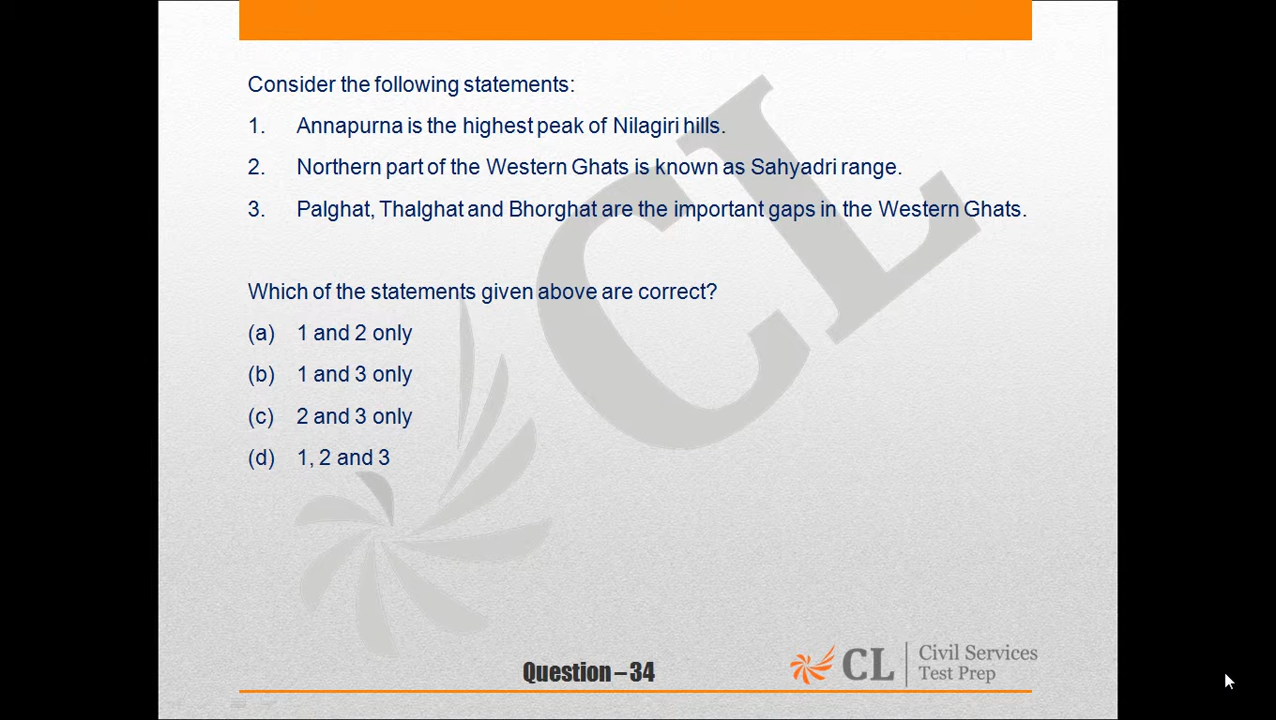 Consider the following statements:
1. Annapurna is the highest peak of Nilagiri hills.
2. Northern part of the Western Ghats is known as Sahyadri range.
3. Palghat, Thalghat and Bhorghat are the important gaps in the Western Ghats.
Which of the statements given above are correct?
(a) 1 and 2 only
(b) 1 and 3 only
(c) 2 and 3 only
(d) 1, 2 and 3
CL
Question – 34
CL Civil Services
Test Prep